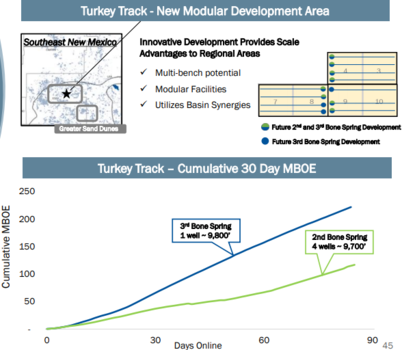 Turkey Track - New Modular Development Area
Southeast New Mexico
Greater Sand Dunes
Innovative Development Provides Scale
Advantages to Regional Areas
✓ Multi-bench potential
✓ Modular Facilities
✓ Utilizes Basin Synergies
4 3
7 8 9 10
Future 2nd and 3rd Bone Spring Development
Future 3rd Bone Spring Development
Turkey Track – Cumulative 30 Day MBOE
Cumulative MBOE
250
200
150
100
50
-
3rd Bone Spring
1 well ~ 9,800'
2nd Bone Spring
4 wells ~ 9,700'
0 30 60 90
Days Online
45